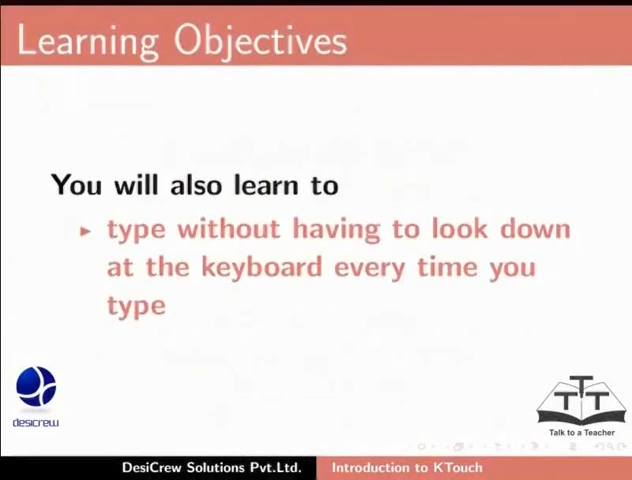 Learning Objectives
You will also learn to
type without having to look down
at the keyboard every time you
type
desicrew
TTT
Talk to a Teacher
DesiCrew Solutions Pvt.Ltd. Introduction to KTouch